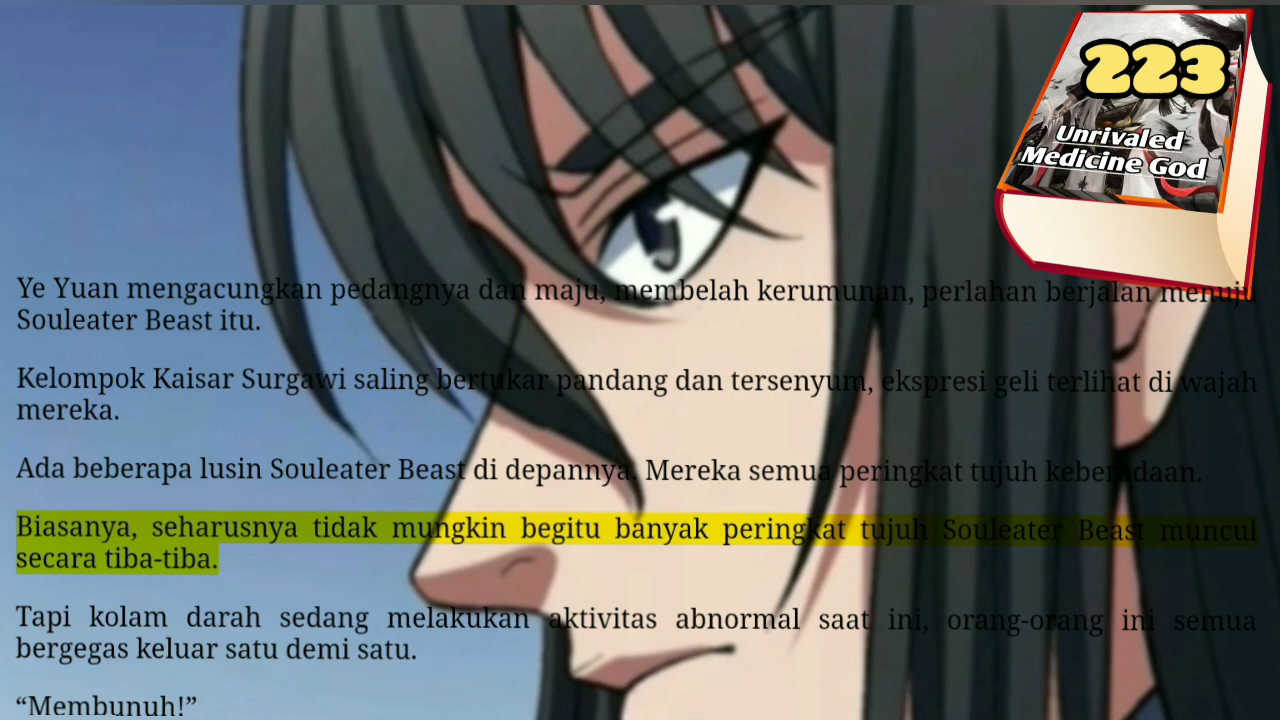 223
Unrivaled
Medicine God
Ye Yuan mengacungkan pedangnya dan maju, membelah kerumunan, perlahan berjalan menuju
Souleater Beast itu.
Kelompok Kaisar Surgawi saling bertukar pandang dan tersenyum, ekspresi geli terlihat di wajah
mereka.
Ada beberapa lusin Souleater Beast di depannya. Mereka semua peringkat tujuh keberadaan.
Biasanya, seharusnya tidak mungkin begitu banyak peringkat tujuh Souleater Beast muncul
secara tiba-tiba.
Tapi kolam darah sedang melakukan aktivitas abnormal saat ini, orang-orang ini semua
bergegas keluar satu demi satu.
“Membunuh!”